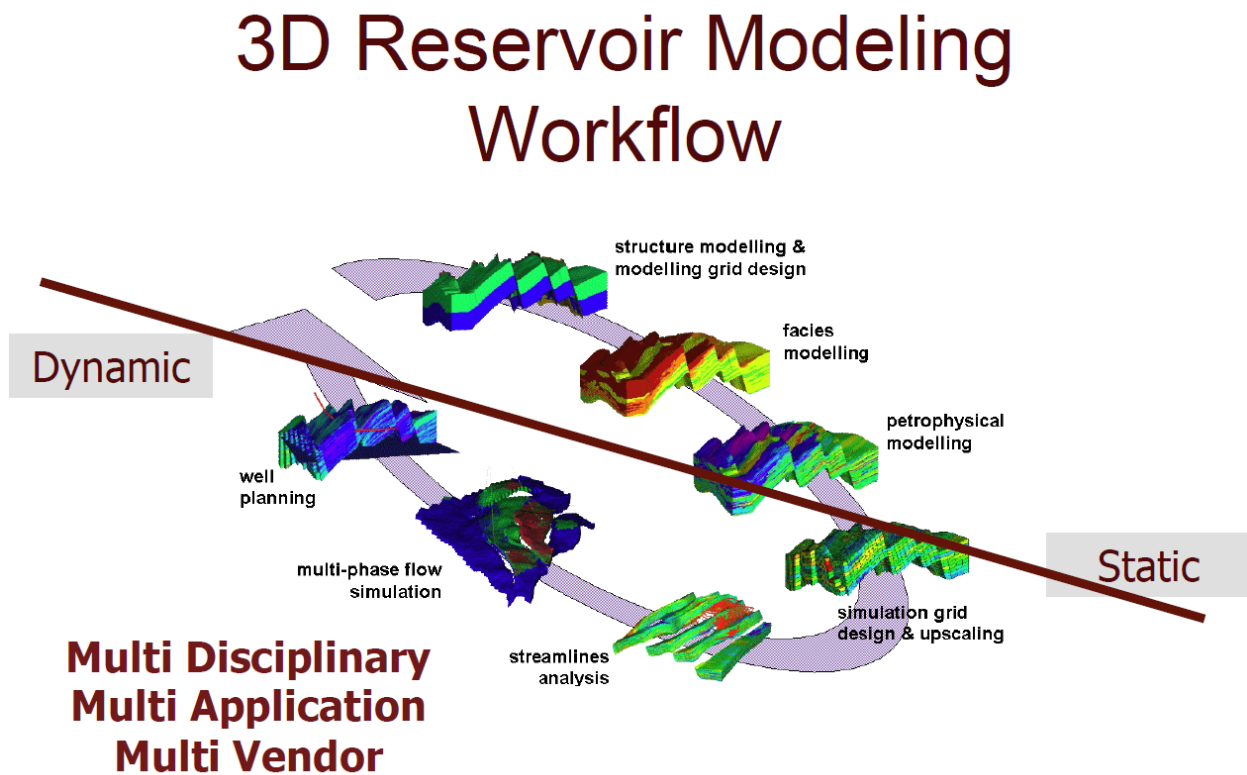 3D Reservoir Modeling
Workflow
structure modelling &
modelling grid design
facies
modelling
Dynamic
petrophysical
modelling
well
planning
Static
multi-phase flow
simulation
simulation grid
design & upscaling
streamlines
analysis
Multi Disciplinary
Multi Application
Multi Vendor